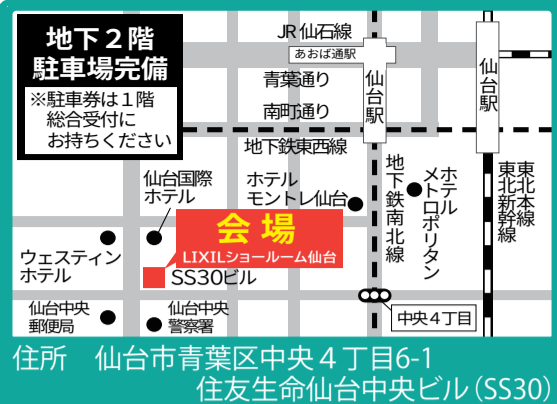 地下２階
駐車場完備
※駐車券は１階
総合受付に
お持ちください
JR 仙石線
あおば通駅
青葉通り
南町通り
仙台駅
仙台駅
地下鉄東西線
仙台国際
ホテル
ホテル
モントレ仙台
地下鉄南北線
ホテル
メトロポリタン
東北本線
東北新幹線
会 場
LIXILショールーム仙台
ウェスティン
ホテル
SS30ビル
仙台中央
郵便局
仙台中央
警察署
中央４丁目
住所　仙台市青葉区中央４丁目6-1
住友生命仙台中央ビル（SS30）